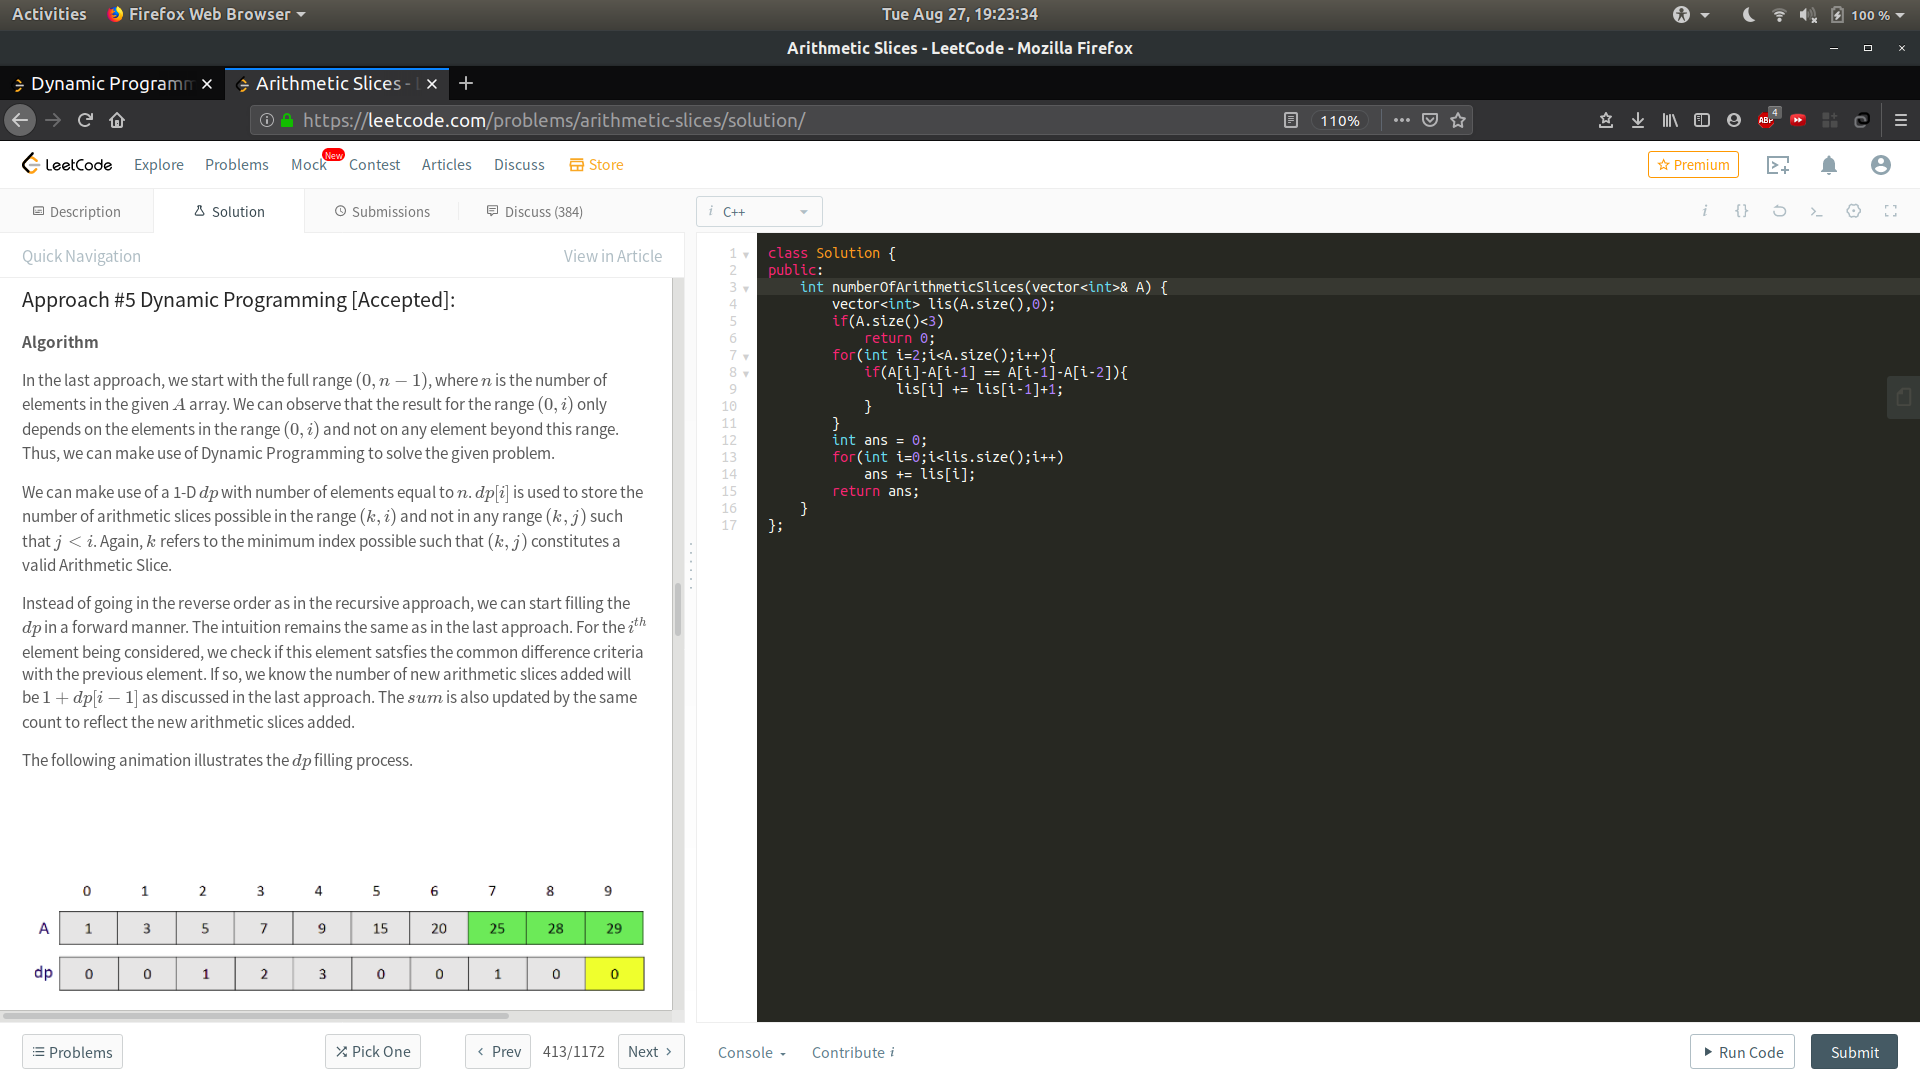 Activities Firefox Web Browser Tue Aug 27, 19:23:34 100 %
Arithmetic Slices - LeetCode - Mozilla Firefox
Dynamic Programm Arithmetic Slices -
https://leetcode.com/problems/arithmetic-slices/solution/ 110% ABP 4
LeetCode Explore Problems Mock New Contest Articles Discuss Store Premium
Description Solution Submissions Discuss (384) i C++ i {}
Quick Navigation View in Article
Approach #5 Dynamic Programming [Accepted]:
Algorithm
In the last approach, we start with the full range (0, n − 1), where n is the number of
elements in the given A array. We can observe that the result for the range (0, i) only
depends on the elements in the range (0, i) and not on any element beyond this range.
Thus, we can make use of Dynamic Programming to solve the given problem.
We can make use of a 1-D dp with number of elements equal to n. dp[i] is used to store the
number of arithmetic slices possible in the range (k, i) and not in any range (k, j) such
that j < i. Again, k refers to the minimum index possible such that (k, j) constitutes a
valid Arithmetic Slice.
Instead of going in the reverse order as in the recursive approach, we can start filling the
dp in a forward manner. The intuition remains the same as in the last approach. For the i^th
element being considered, we check if this element satsfies the common difference criteria
with the previous element. If so, we know the number of new arithmetic slices added will
be 1 + dp[i − 1] as discussed in the last approach. The sum is also updated by the same
count to reflect the new arithmetic slices added.
The following animation illustrates the dp filling process.
0 1 2 3 4 5 6 7 8 9
A 1 3 5 7 9 15 20 25 28 29
dp 0 0 1 2 3 0 0 1 0 0
1 class Solution {
2 public:
3     int numberOfArithmeticSlices(vector<int>& A) {
4         vector<int> lis(A.size(),0);
5         if(A.size()<3)
6             return 0;
7         for(int i=2;i<A.size();i++){
8             if(A[i]-A[i-1] == A[i-1]-A[i-2]){
9                 lis[i] += lis[i-1]+1;
10             }
11         }
12         int ans = 0;
13         for(int i=0;i<lis.size();i++)
14             ans += lis[i];
15         return ans;
16     }
17 };
Problems Pick One Prev 413/1172 Next Console Contribute i Run Code Submit